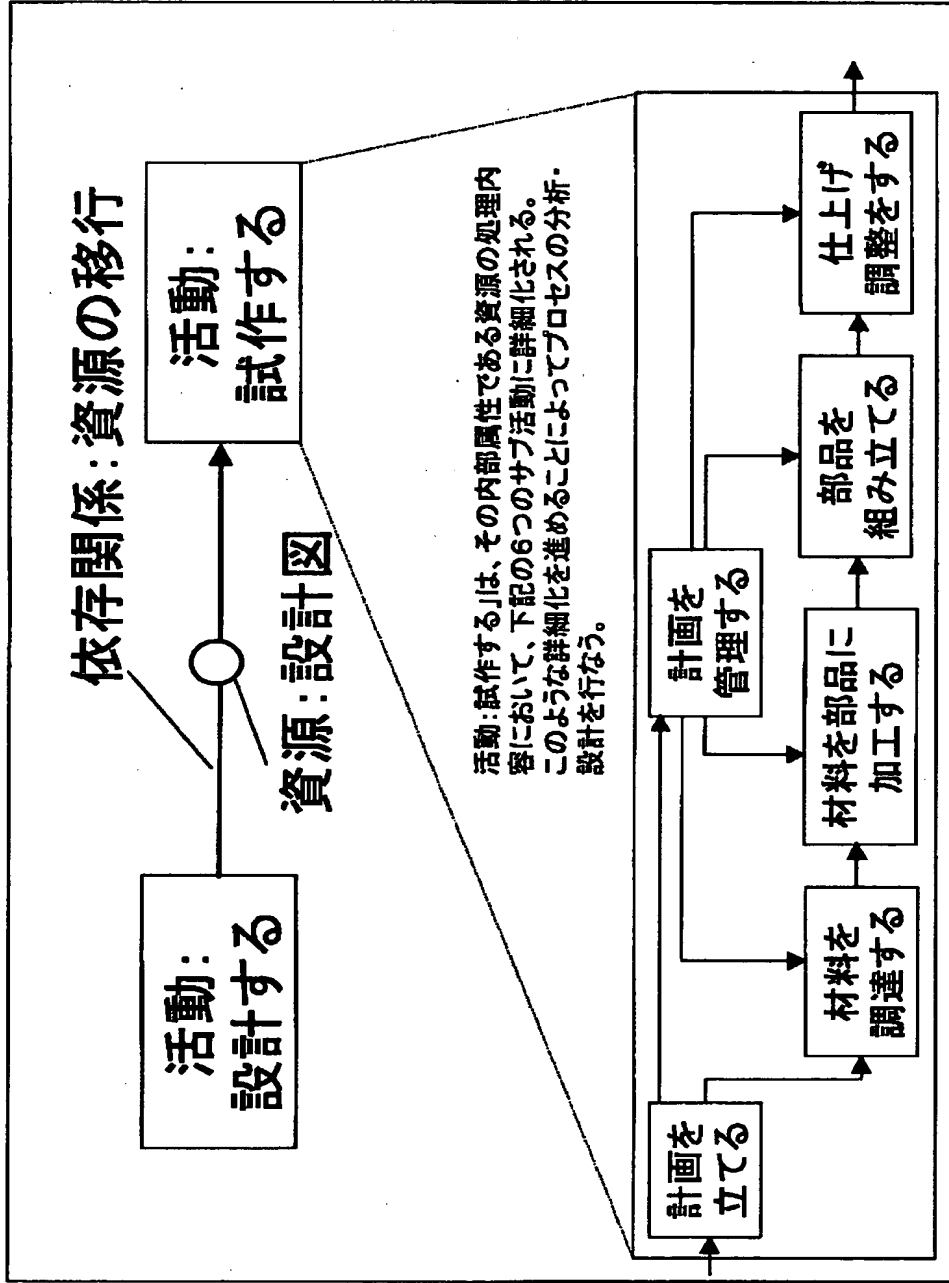 依存関係:資源の移行
活動:
設計する
資源:設計図
活動:
試作する
活動:試作する」は、その内部属性である資源の処理内
容において、下記の6つのサブ活動に詳細化される。
このような詳細化を進めることによってプロセスの分析・
設計を行なう。
計画を
立てる
計画を
管理する
材料を
調達する
材料を部品に
加工する
部品を
組み立てる
仕上げ
調整をする